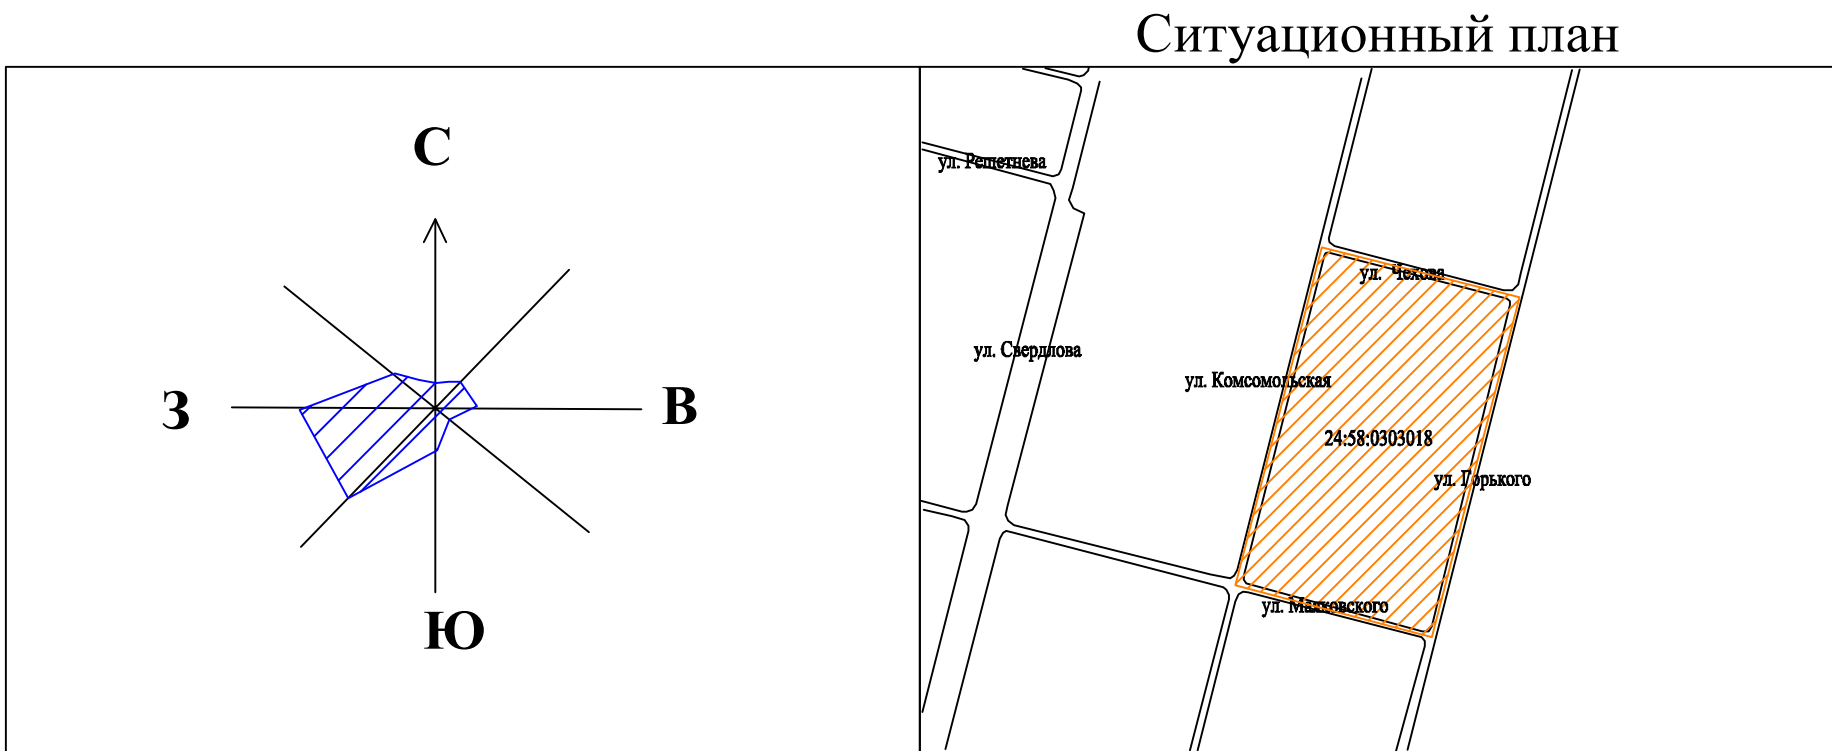 Ситуационный план
С
З
В
Ю
ул. Решетнева
ул. Чехова
ул. Свердлова
ул. Комсомольская
24:58:0303018
ул. Горького
ул. Маяковского